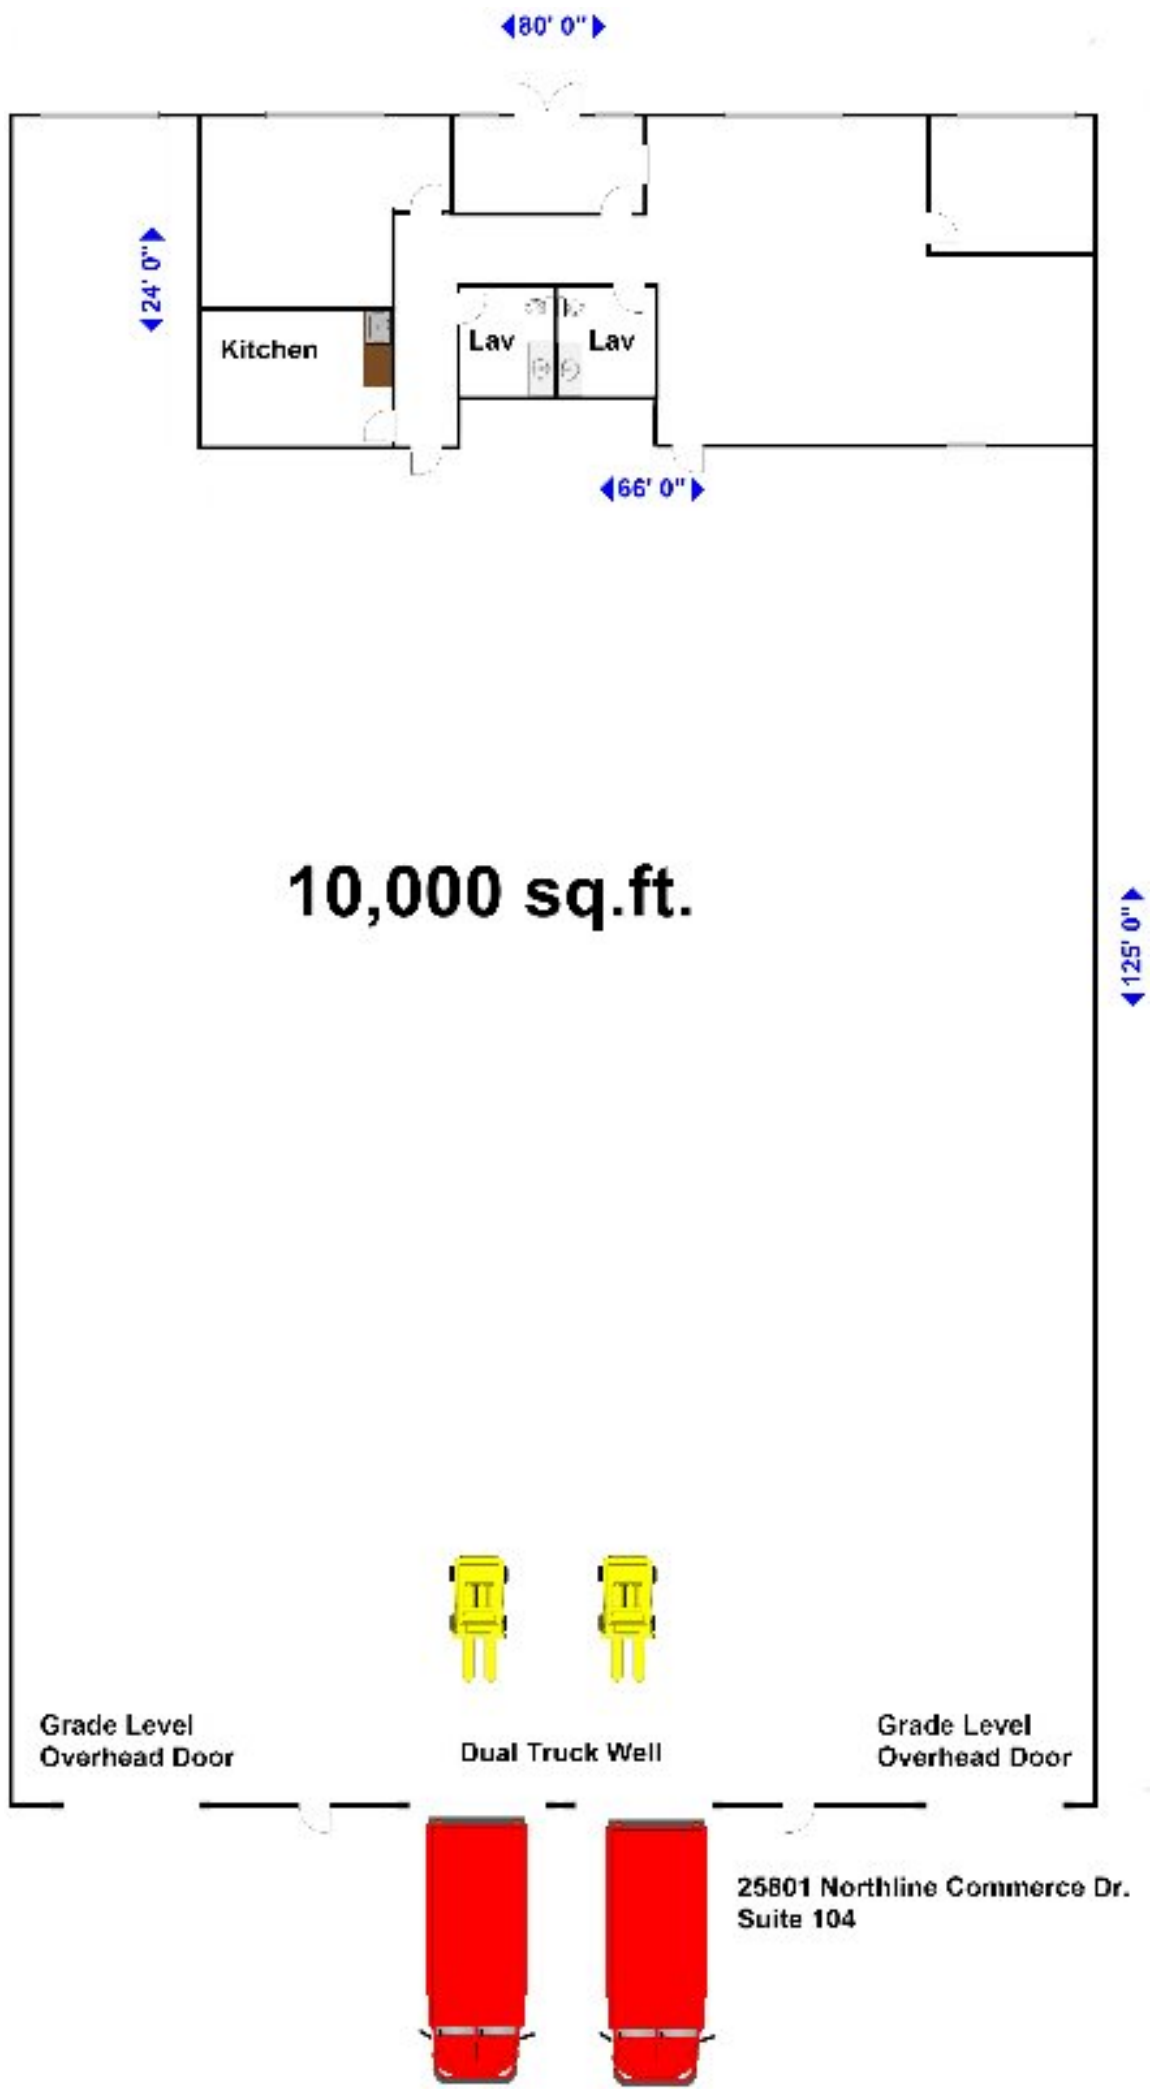 80' 0"
24' 0"
Kitchen
Lav
Lav
66' 0"
10,000 sq.ft.
125' 0"
Grade Level
Overhead Door
Dual Truck Well
Grade Level
Overhead Door
25801 Northline Commerce Dr.
Suite 104